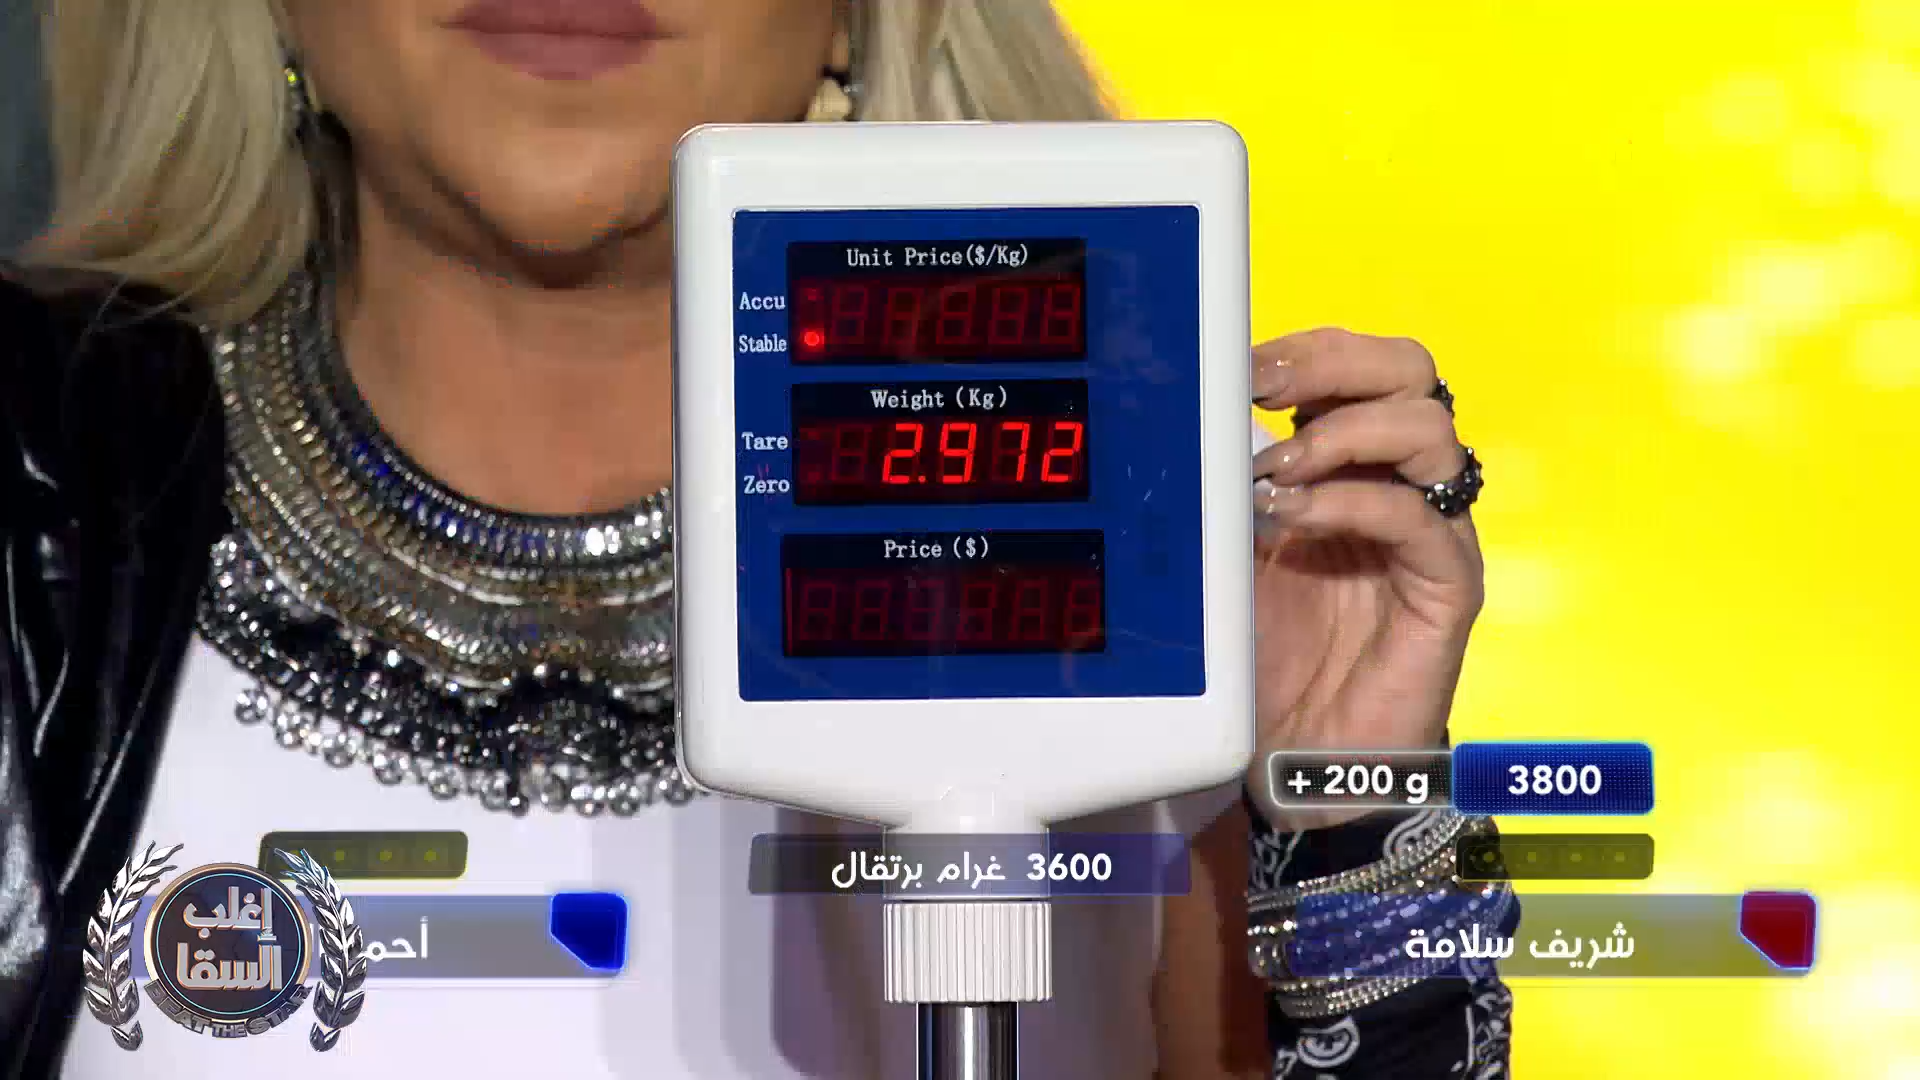 Unit Price($/Kg)
Accu
Stable
Weight (Kg)
Tare
2.972
Zero
Price ($)
+ 200 g
3800
3600 غرام برتقال
أحمد
شريف سلامة
إغلب
السقا
BEAT THE STAR